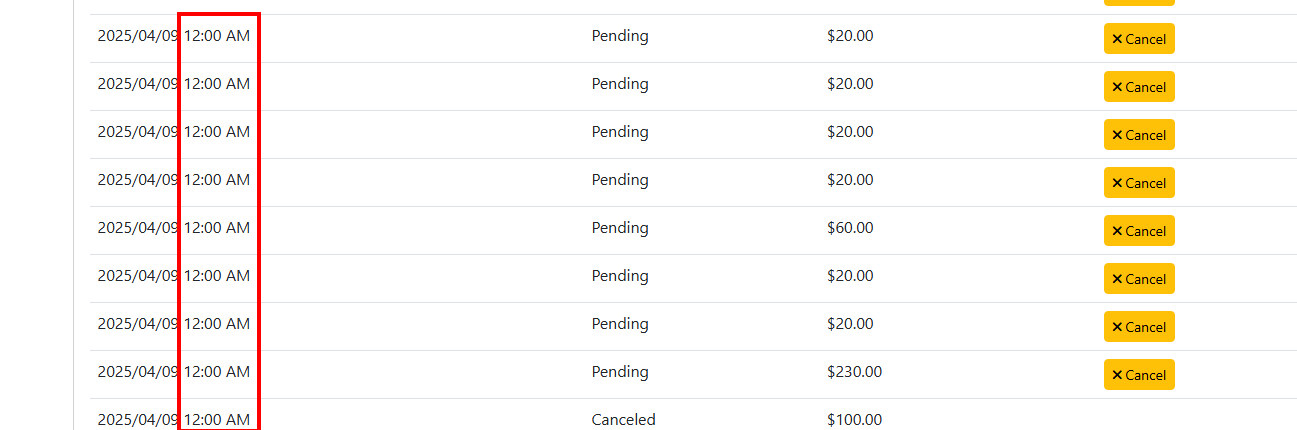 2025/04/09 12:00 AM Pending $20.00 Cancel
2025/04/09 12:00 AM Pending $20.00 Cancel
2025/04/09 12:00 AM Pending $20.00 Cancel
2025/04/09 12:00 AM Pending $20.00 Cancel
2025/04/09 12:00 AM Pending $60.00 Cancel
2025/04/09 12:00 AM Pending $20.00 Cancel
2025/04/09 12:00 AM Pending $20.00 Cancel
2025/04/09 12:00 AM Pending $230.00 Cancel
2025/04/09 12:00 AM Canceled $100.00